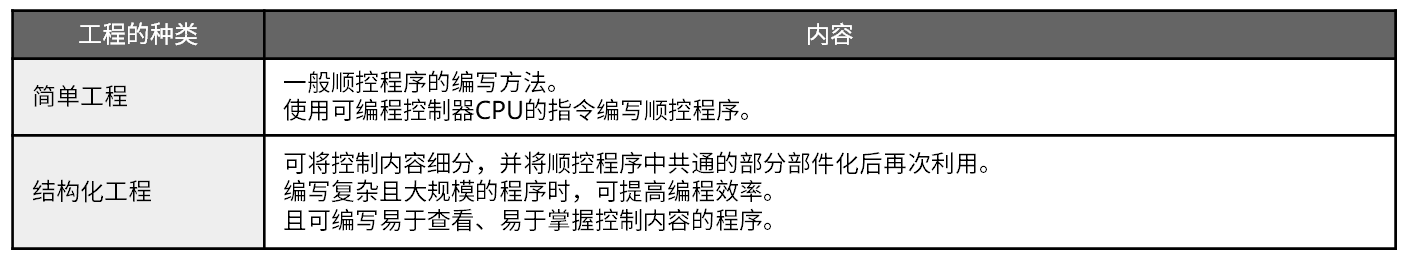 工程的种类
内容
简单工程
一般顺控程序的编写方法。
使用可编程控制器CPU的指令编写顺控程序。
结构化工程
可将控制内容细分，并将顺控程序中共通的部分部件化后再次利用。
编写复杂且大规模的程序时，可提高编程效率。
且可编写易于查看、易于掌握控制内容的程序。